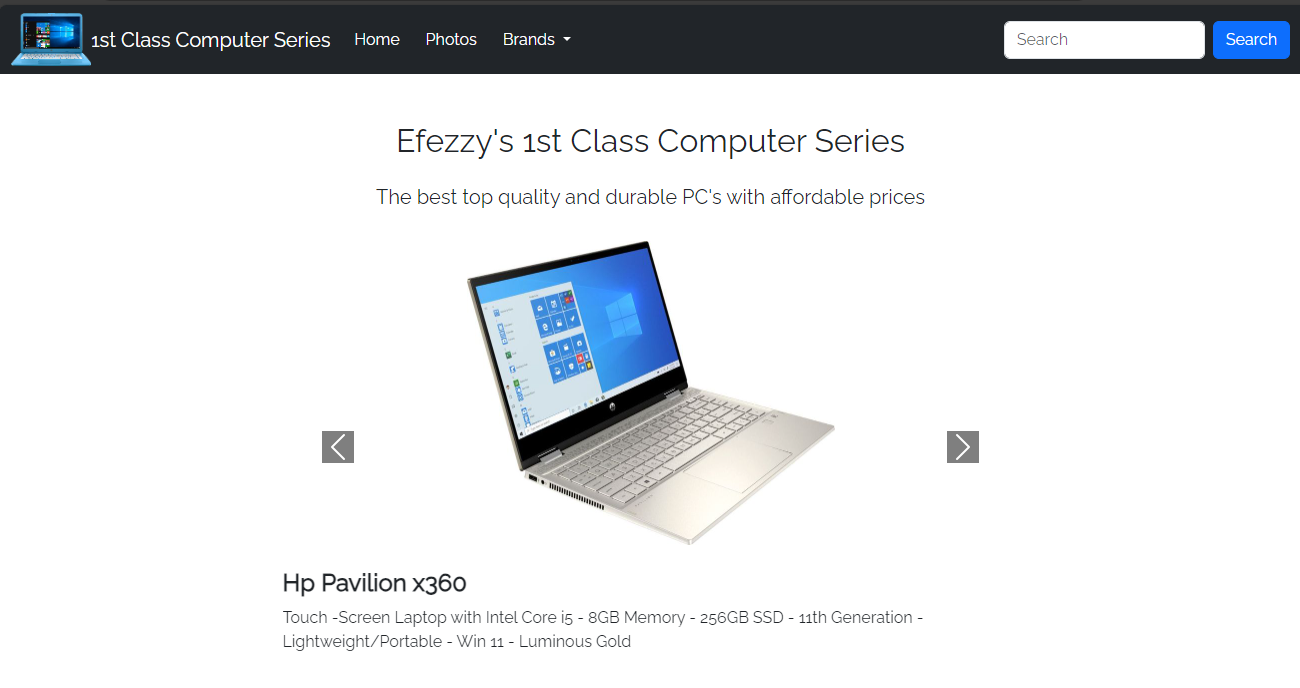 1st Class Computer Series Home Photos Brands Search Search
Efezzy's 1st Class Computer Series
The best top quality and durable PC's with affordable prices
Hp Pavilion x360
Touch -Screen Laptop with Intel Core i5 - 8GB Memory - 256GB SSD - 11th Generation -
Lightweight/Portable - Win 11 - Luminous Gold